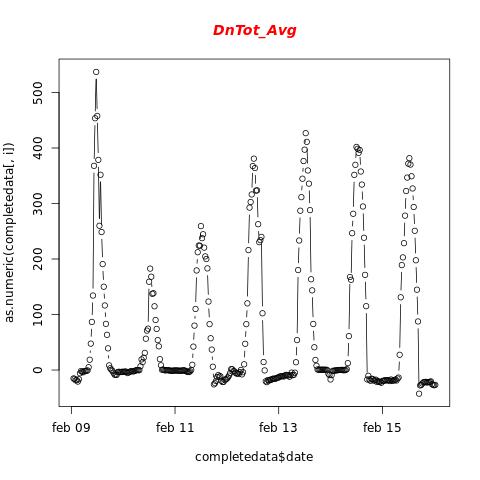 DnTot_Avg
as.numeric(completedata[, i])
500
400
300
200
100
0
feb 09
feb 11
feb 13
feb 15
completedata$date